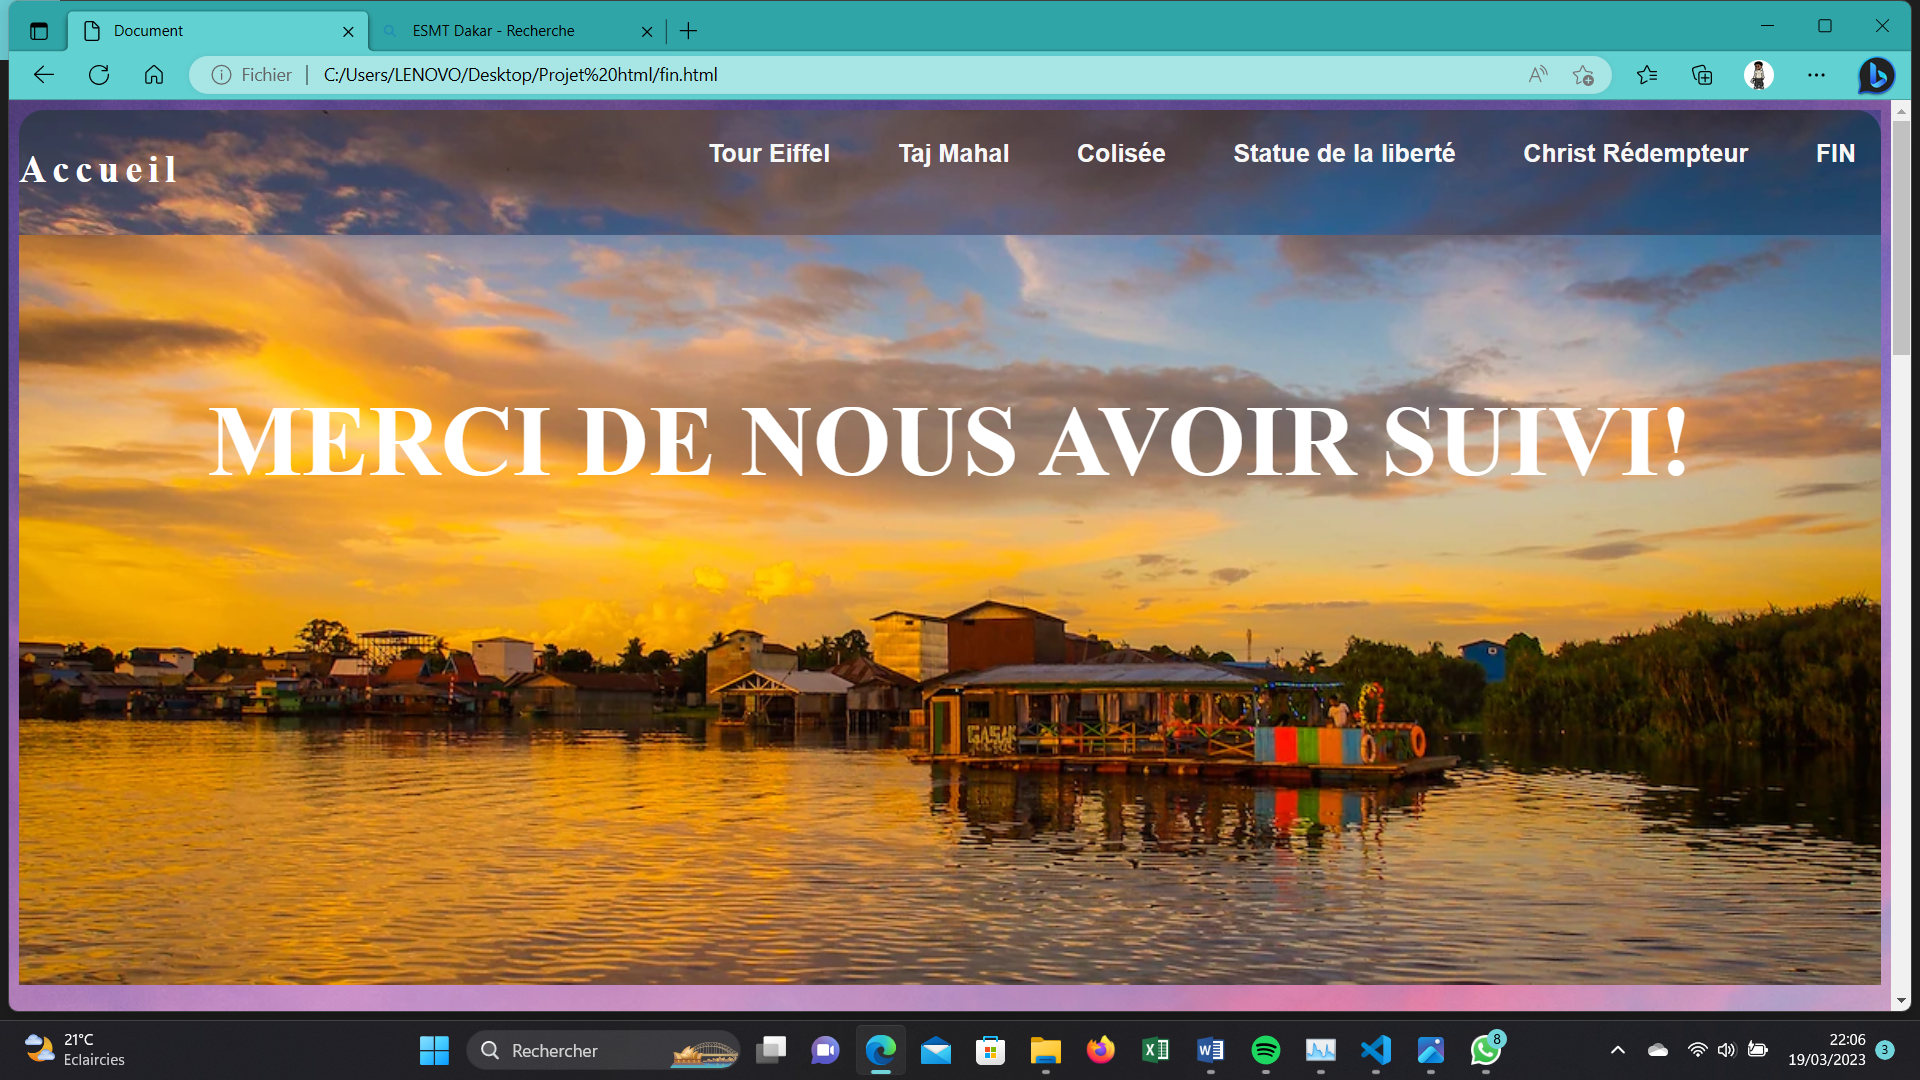 Document
ESMT Dakar - Recherche
Fichier
C:/Users/LENOVO/Desktop/Projet%20html/fin.html
Accueil
Tour Eiffel Taj Mahal Colisée Statue de la liberté Christ Rédempteur FIN
MERCI DE NOUS AVOIR SUIVI!
21°C
Eclaircies
Rechercher
8
22:06
19/03/2023
3